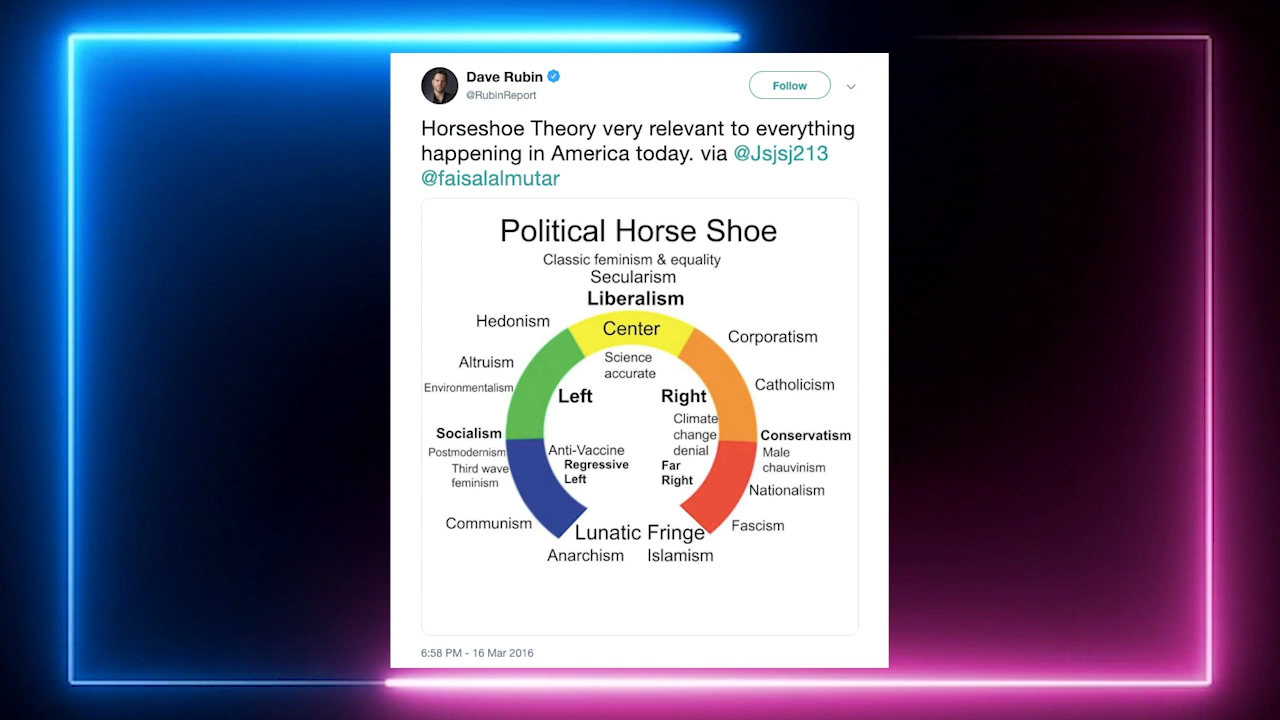 Dave Rubin
@RubinReport
Follow
Horseshoe Theory very relevant to everything
happening in America today. via @Jsjsj213
@faisalalmutar
Political Horse Shoe
Classic feminism & equality
Secularism
Liberalism
Center
Science
accurate
Hedonism
Altruism
Environmentalism
Left
Socialism
Postmodernism
Third wave
feminism
Anti-Vaccine
Regressive
Left
Communism
Corporatism
Catholicism
Right
Climate
change
denial
Conservatism
Male
chauvinism
Far
Right
Nationalism
Fascism
Lunatic Fringe
Anarchism
Islamism
6:58 PM - 16 Mar 2016